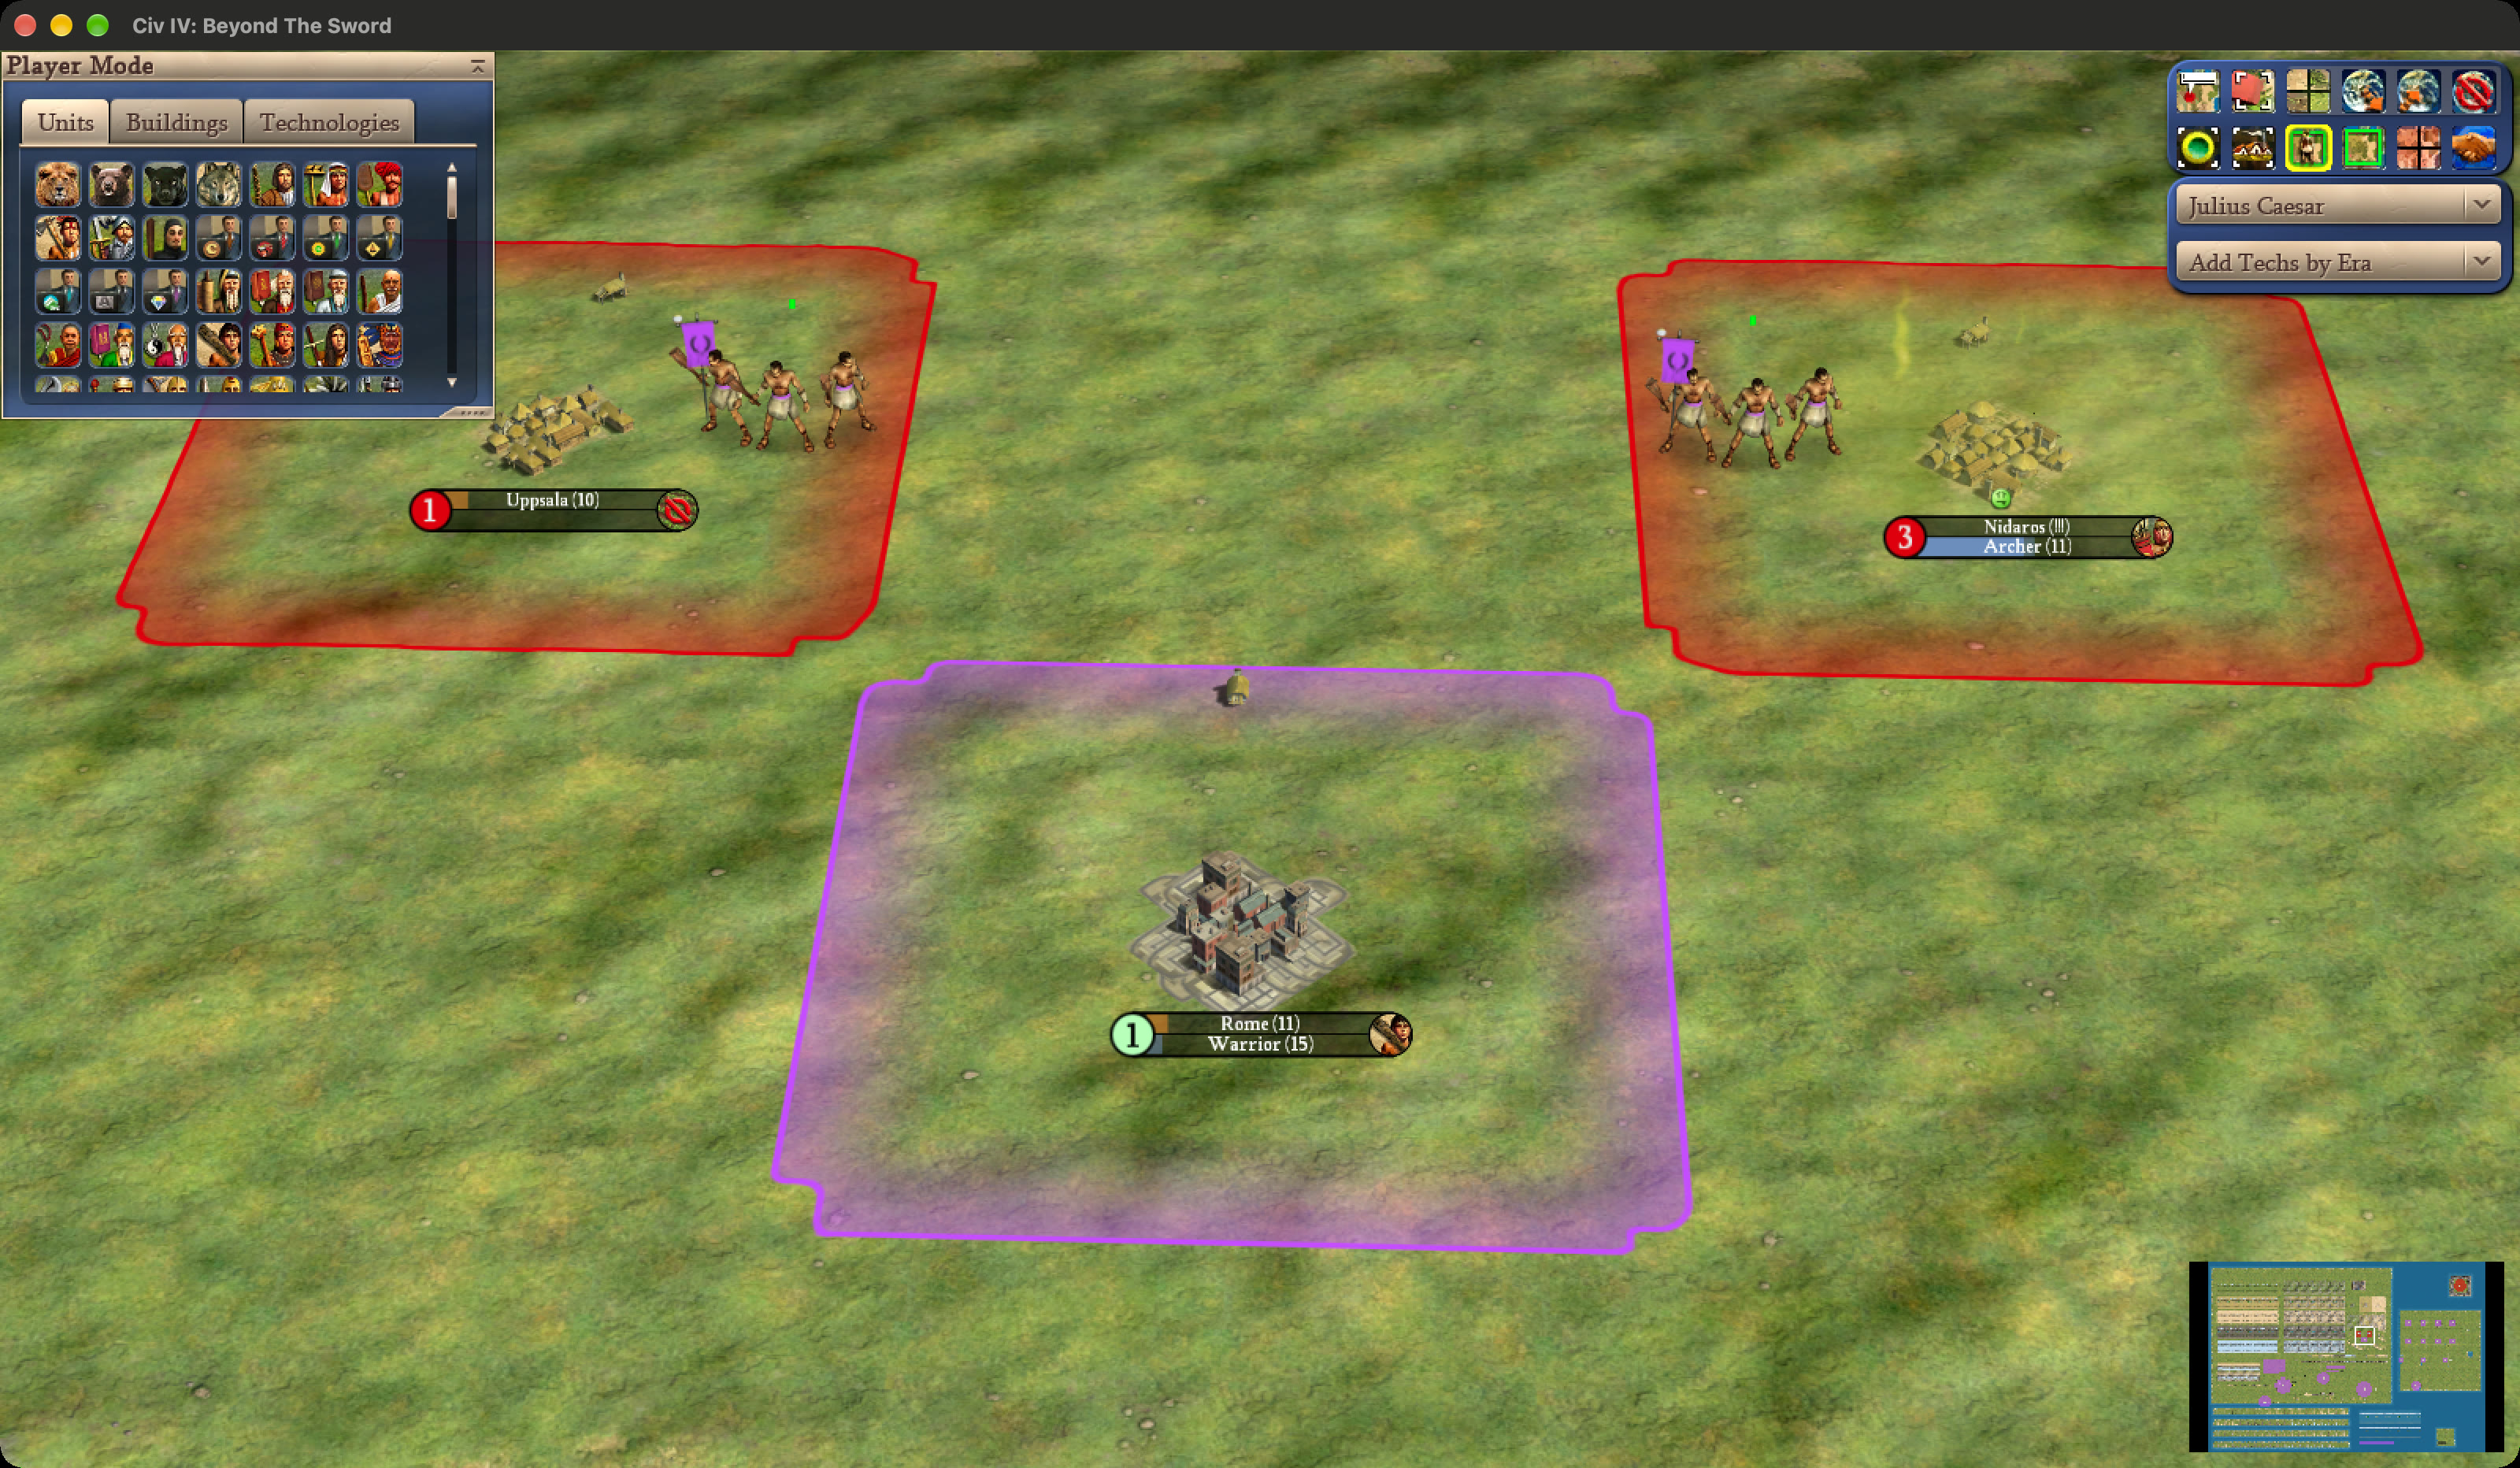 Civ IV: Beyond The Sword
Player Mode
Units
Buildings
Technologies
Julius Caesar
Add Techs by Era
1
Uppsala (10)
3
Nidaros (!!!)
Archer (11)
1
Rome (11)
Warrior (15)